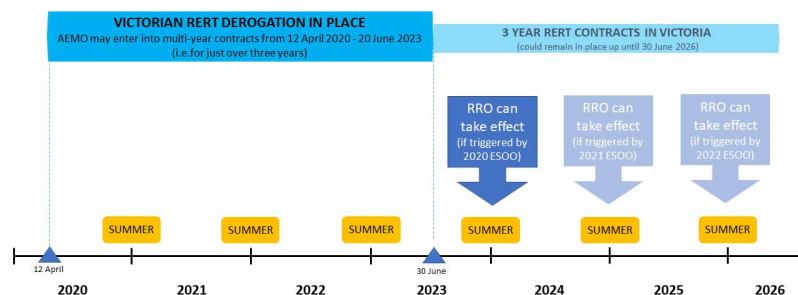 VICTORIAN RERT DEROGATION IN PLACE
AEMO may enter into multi-year contracts from 12 April 2020 - 20 June 2023
(i.e.for just over three years)
3 YEAR RERT CONTRACTS IN VICTORIA
(could remain in place up until 30 June 2026)
RRO can
take effect
(if triggered by
2020 ESOO)
RRO can
take effect
(if triggered by
2021 ESOO)
RRO can
take effect
(if triggered by
2022 ESOO)
SUMMER
SUMMER
SUMMER
SUMMER
SUMMER
SUMMER
12 April
30 June
2020
2021
2022
2023
2024
2025
2026